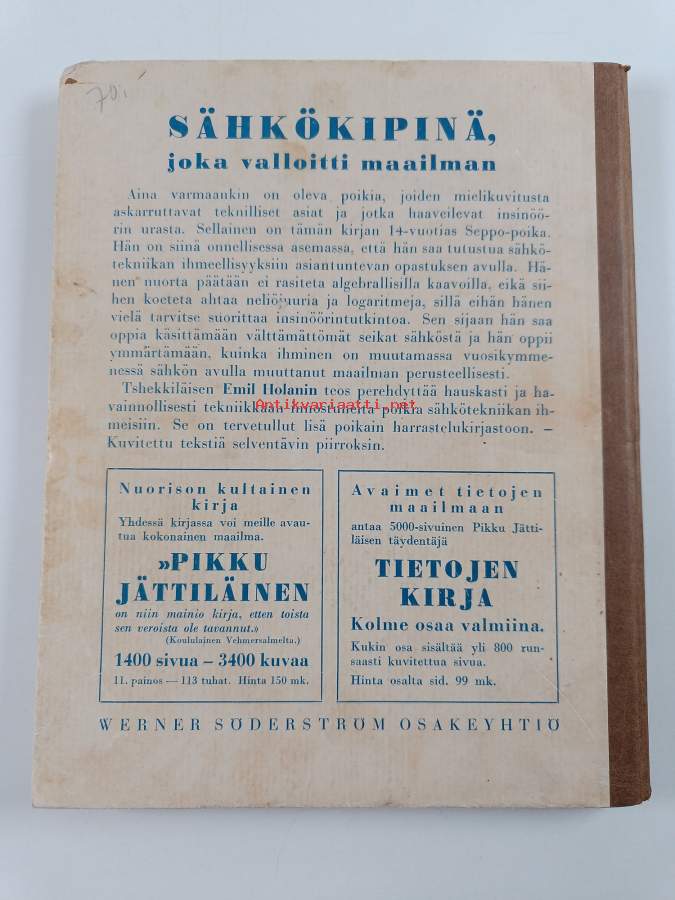 70.
SÄHKÖKIPINÄ,
joka valloitti maailman
Aina varmaankin on oleva poikia, joiden mielikuvitusta
askarruttavat teknilliset asiat ja jotka haaveilevat insinöö-
rin urasta. Sellainen on tämän kirjan 14-vuotias Seppo-poika.
Hän on siinä onnellisessa asemassa, että hän saa tutustua sähkö-
tekniikan ihmeellisyyksiin asiantuntevan opastuksen avulla. Hä-
nen nuorta päätään ei rasiteta algebrallisilla kaavoilla, eikä sii-
hen koeteta ahtaa neliöjuuria ja logaritmeja, sillä eihän hänen
vielä tarvitse suorittaa insinöörintutkintoa. Sen sijaan hän saa
oppia käsittämään välttämättömät seikat sähköstä ja hän oppii
ymmärtämään, kuinka ihminen on muutamassa vuosikymme-
nessä sähkön avulla muuttanut maailman perusteellisesti.
Tshekkiläisen Emil Holanin teos perehdyttää hauskasti ja ha-
vainnollisesti tekniikkaan innostuneita poikia sähkötekniikan ih-
Antikvariaatti.net
meisiin. Se on tervetullut lisä poikain harrastelukirjastoon. —
Kuvitettu tekstiä selventävin piirroksin.
Nuorison kultainen
kirja
Yhdessä kirjassa voi meille avau-
tua kokonainen maailma.
»PIKKU
JÄTTILÄINEN
on niin mainio kirja, etten toista
sen veroista ole tavannut.»
(Koululainen Vehmersalmelta.)
1400 sivua — 3400 kuvaa
11. painos — 113 tuhat. Hinta 150 mk.
Avaimet tietojen
maailmaan
antaa 5000-sivuinen Pikku Jätti-
läisen täydentäjä
TIETOJEN
KIRJA
Kolme osaa valmiina.
Kukin osa sisältää yli 800 run-
saasti kuvitettua sivua.
Hinta osalta sid. 99 mk.
WERNER SÖDERSTRÖM OSAKEYHTIÖ